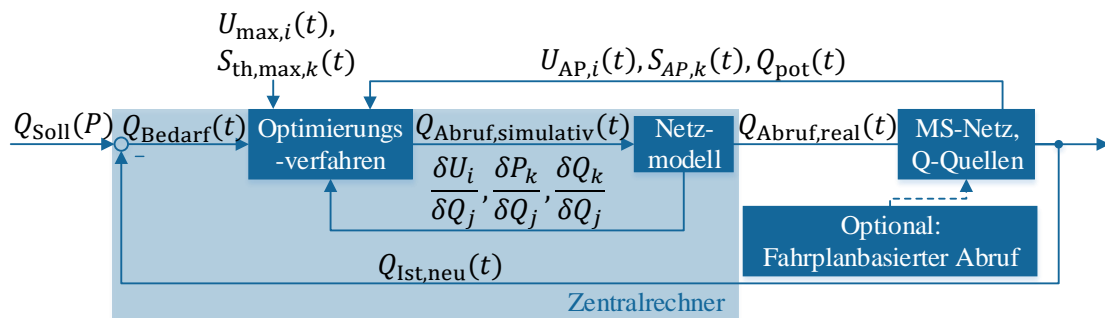 U_max,i(t),
S_th,max,k(t)
U_AP,i(t), S_AP,k(t), Q_pot(t)
Q_Soll(P)
Q_Bedarf(t)
–
Optimierungs
-verfahren
Q_Abruf,simulativ(t)
Netz-
modell
Q_Abruf,real(t)
MS-Netz,
Q-Quellen
δU_i/δQ_j, δP_k/δQ_j, δQ_k/δQ_j
Optional:
Fahrplanbasierter Abruf
Q_Ist,neu(t)
Zentralrechner